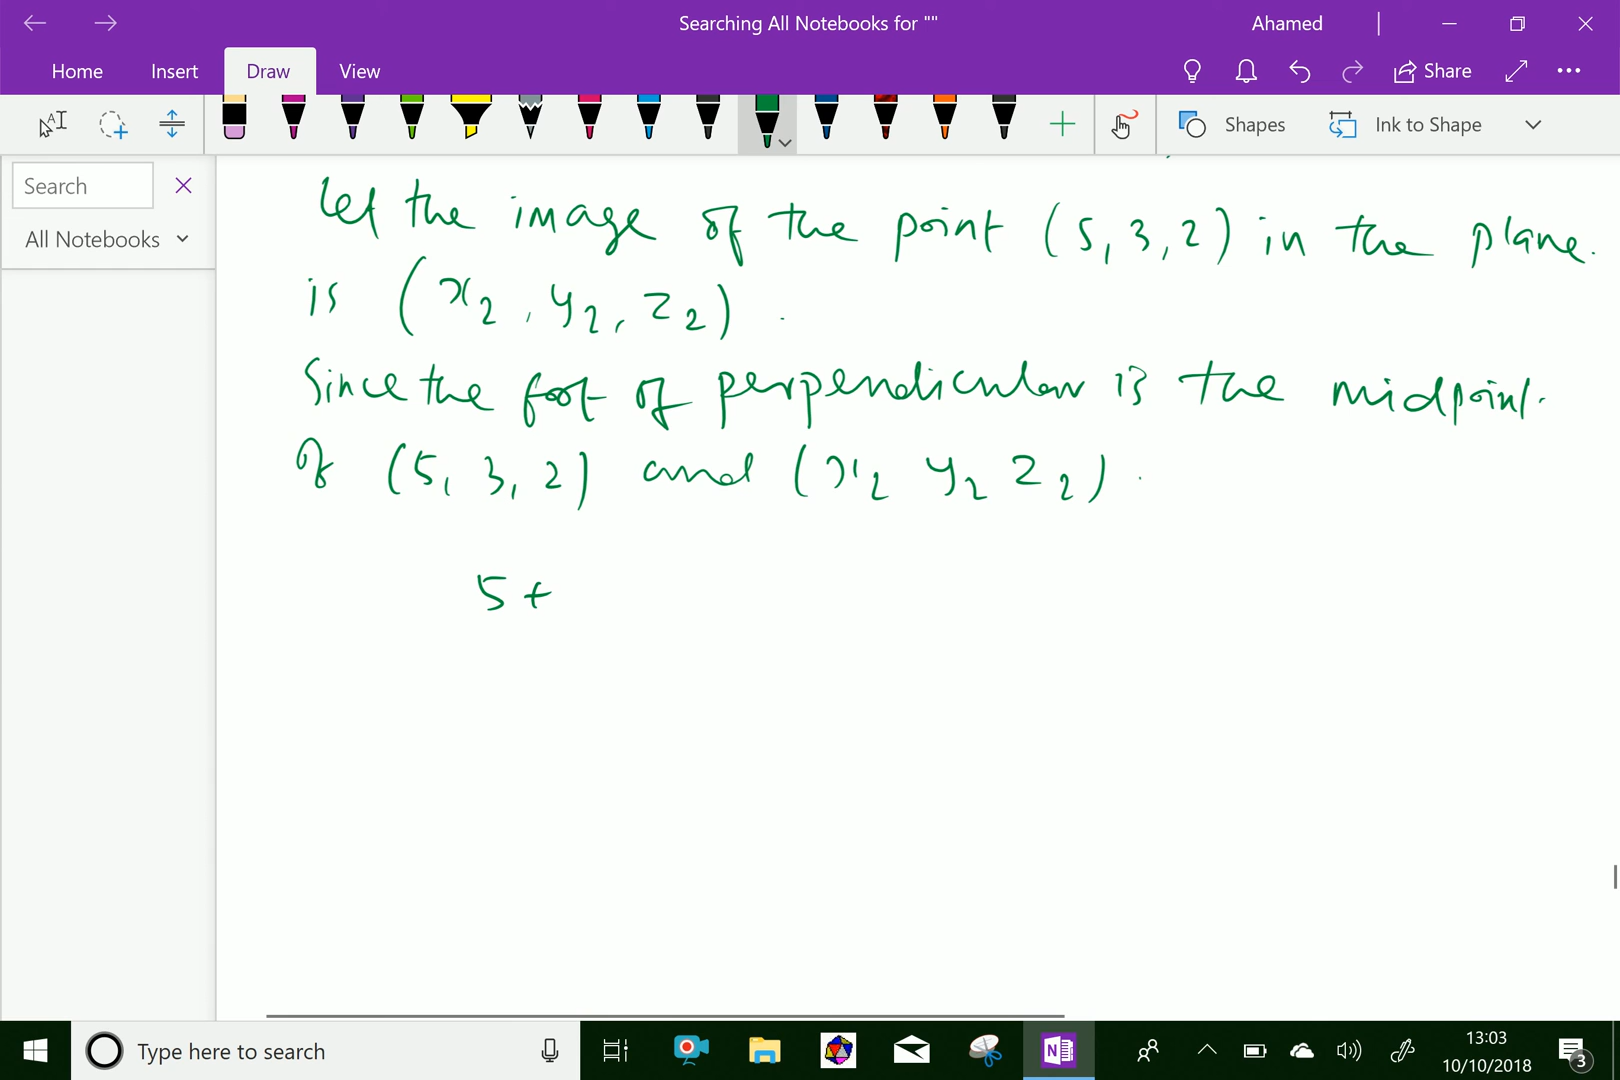 Searching All Notebooks for ""
Ahamed
Home Insert Draw View
Share
Shapes Ink to Shape
Search
All Notebooks
Let the image of the point (5, 3, 2) in the plane.
is (x₂, y₂, z₂).
Since the foot of perpendicular is the midpoint.
of (5, 3, 2) and (x₂ y₂ z₂).
5 +
Type here to search
13:03
10/10/2018
3